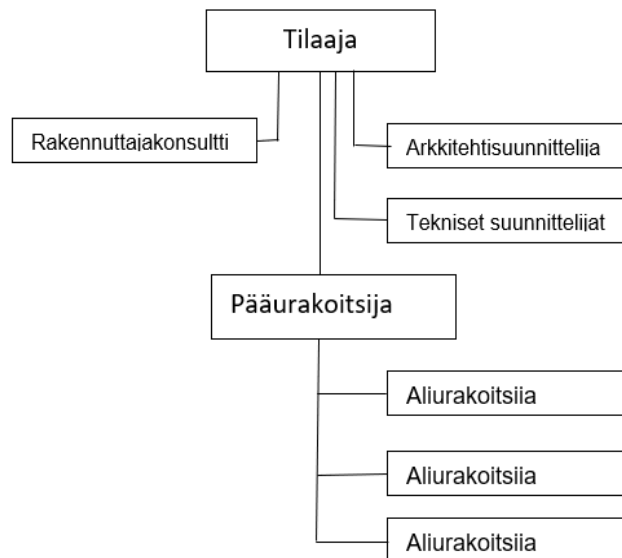 Tilaaja
Rakennuttajakonsultti
Arkkitehtisuunnittelija
Tekniset suunnittelijat
Pääurakoitsija
Aliurakoitsija
Aliurakoitsija
Aliurakoitsija